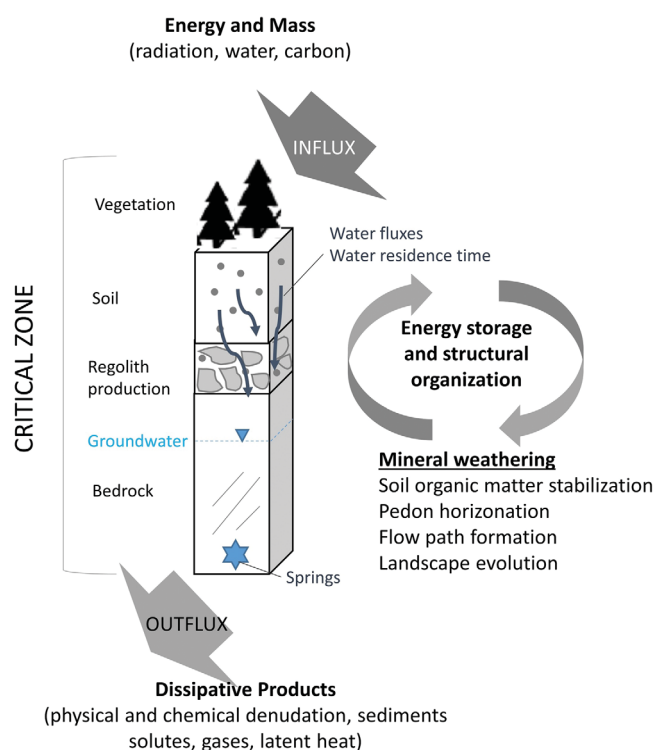 Energy and Mass
(radiation, water, carbon)
INFLUX
CRITICAL ZONE
Vegetation
Water fluxes
Water residence time
Soil
Energy storage
and structural
organization
Regolith
production
Groundwater
Mineral weathering
Soil organic matter stabilization
Pedon horizonation
Flow path formation
Landscape evolution
Bedrock
Springs
OUTFLUX
Dissipative Products
(physical and chemical denudation, sediments
solutes, gases, latent heat)